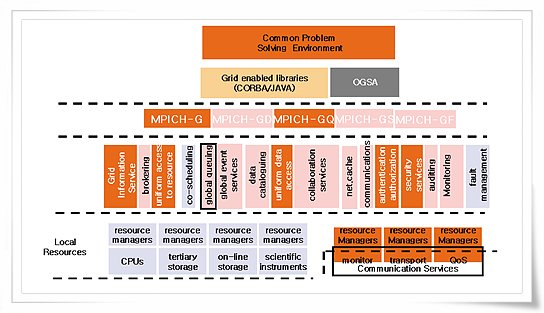 Common Problem
Solving Environment
Grid enabled libraries
(CORBA/JAVA)
OGSA
MPICH-G
MPICH-GD
MPICH-GQ
MPICH-GS
MPICH-GF
Grid
Information
Service
brokering
uniform access
to resource
co-scheduling
global queuing
global event
services
data
cataloguing
uniform data
access
collaboration
services
net.cache
communications
authentication
authorization
security
services
auditing
Monitoring
fault
management
Local
Resources
resource
managers
resource
managers
resource
managers
resource
managers
CPUs
tertiary
storage
on-line
storage
scientific
instruments
resource
Managers
resource
Managers
resource
Managers
monitor
transport
QoS
Communication Services